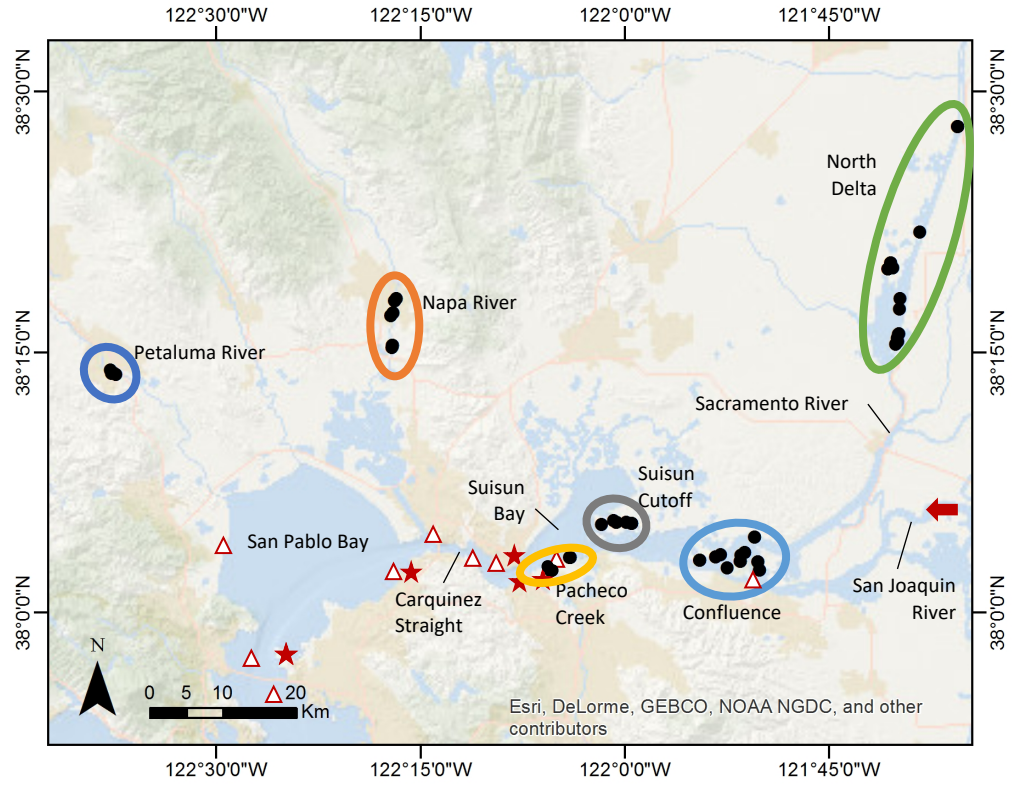 122°30'0"W
122°15'0"W
122°0'0"W
121°45'0"W
38°30'0"N
38°30'0"N
North
Delta
Napa River
Petaluma River
38°15'0"N
38°15'0"N
Sacramento River
Suisun
Cutoff
Suisun
Bay
San Pablo Bay
San Joaquin
River
Carquinez
Straight
Pacheco
Creek
Confluence
38°0'0"N
38°0'0"N
N
0 5 10 20
Km
Esri, DeLorme, GEBCO, NOAA NGDC, and other
contributors
122°30'0"W
122°15'0"W
122°0'0"W
121°45'0"W